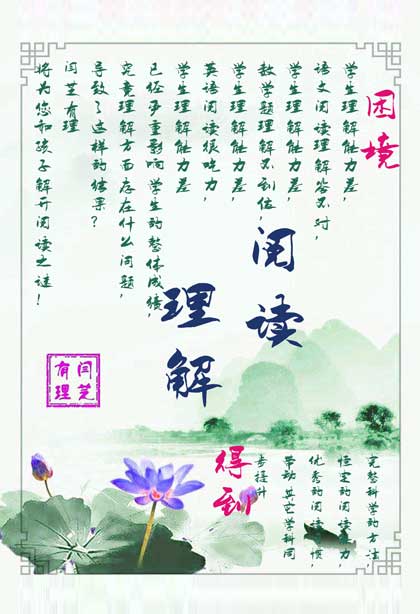 困境
学生理解能力差,
语文阅读理解答不对,
学生理解能力差,
数学题理解不到位,
学生理解能力差,
英语阅读很吃力,
学生理解能力差,
已经严重影响学生的整体成绩,
究竟理解方面存在什么问题,
导致了这样的结果?
闫芝有理
将为您和孩子解开阅读之谜!
阅读
理解
闫芝
有理
得到
完整科学的方法,
恒定的阅读力,
优秀的阅读习惯,
带动其它学科同
步提升